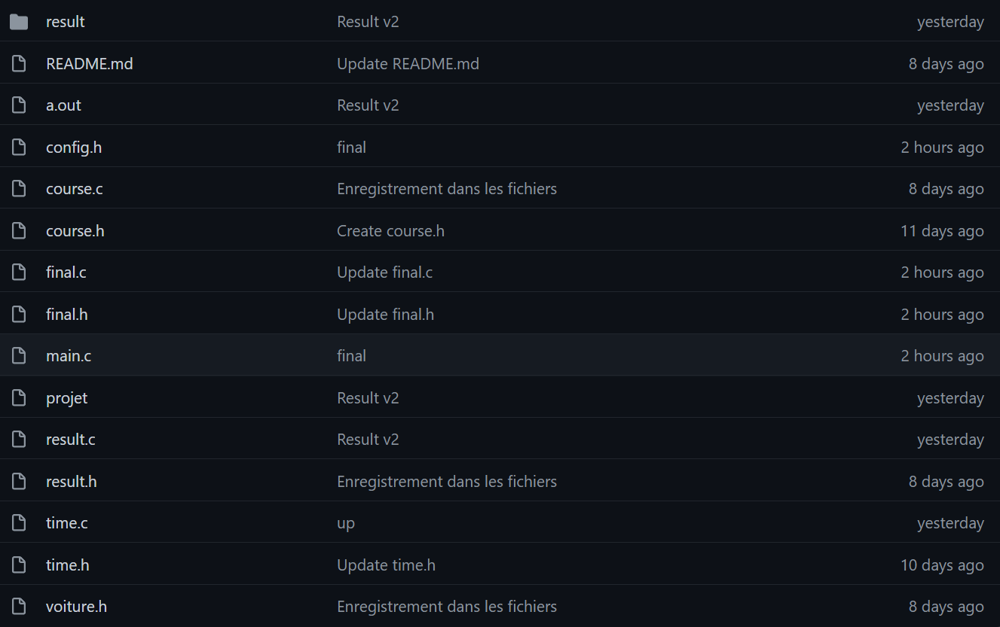 result Result v2 yesterday
README.md Update README.md 8 days ago
a.out Result v2 yesterday
config.h final 2 hours ago
course.c Enregistrement dans les fichiers 8 days ago
course.h Create course.h 11 days ago
final.c Update final.c 2 hours ago
final.h Update final.h 2 hours ago
main.c final 2 hours ago
projet Result v2 yesterday
result.c Result v2 yesterday
result.h Enregistrement dans les fichiers 8 days ago
time.c up yesterday
time.h Update time.h 10 days ago
voiture.h Enregistrement dans les fichiers 8 days ago